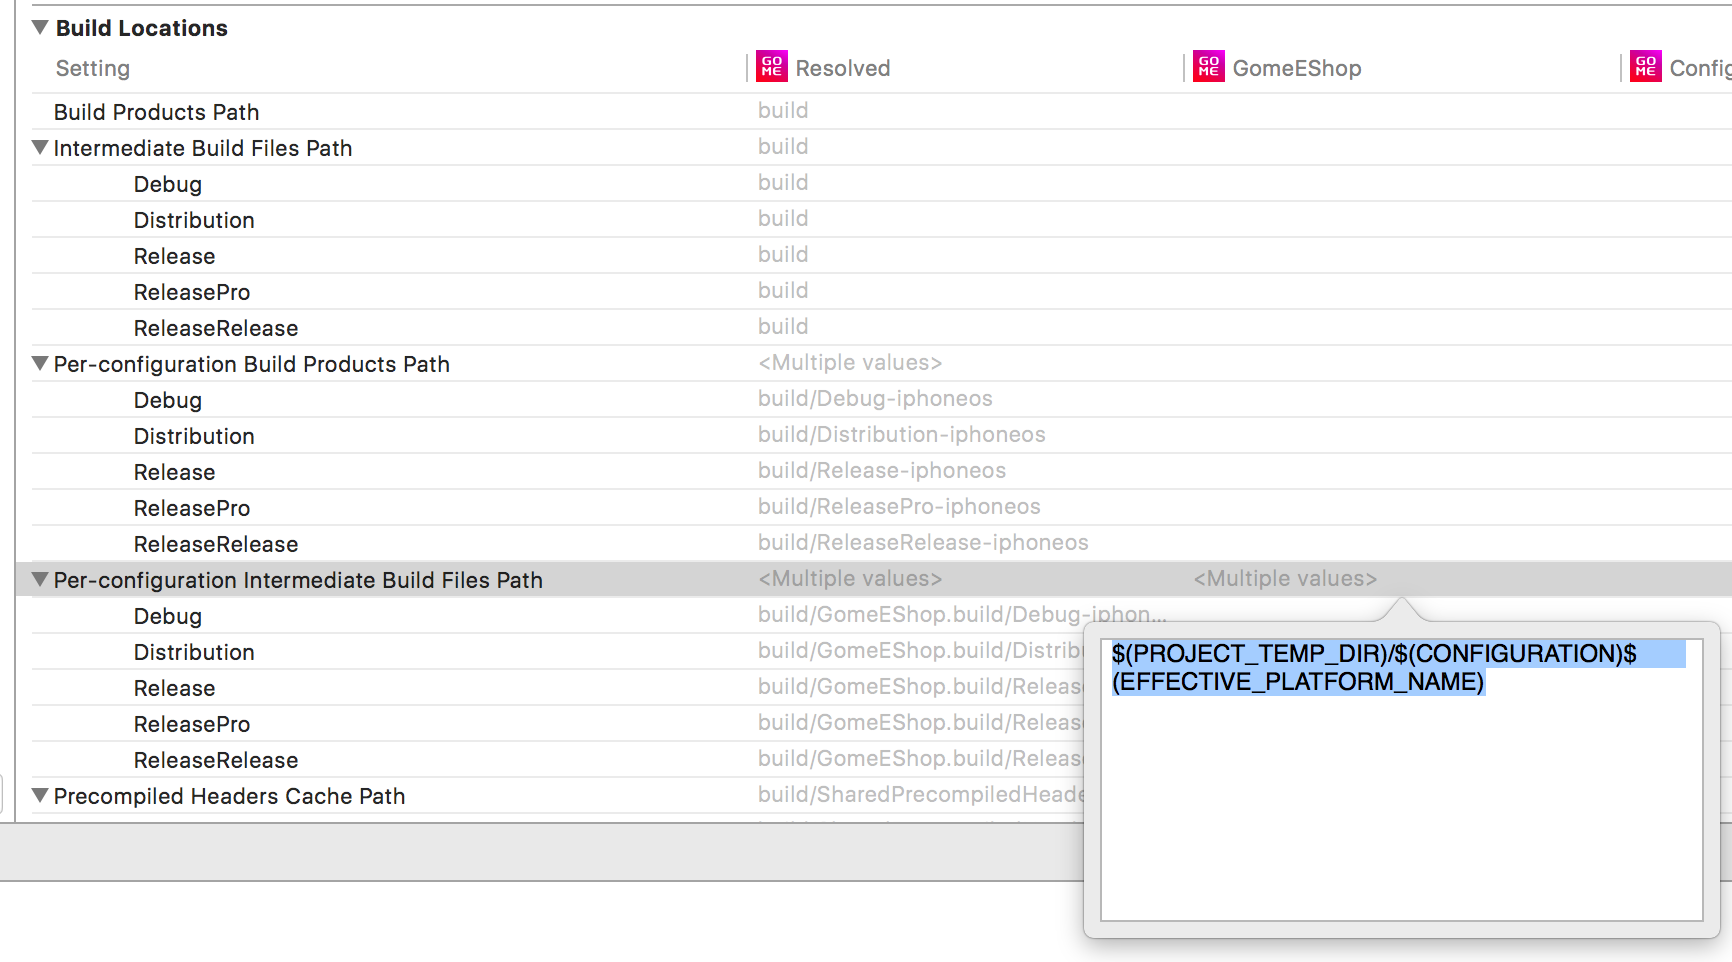 Build Locations
Setting GO ME Resolved GO ME GomeEShop GO ME Config
Build Products Path build
Intermediate Build Files Path build
Debug build
Distribution build
Release build
ReleasePro build
ReleaseRelease build
Per-configuration Build Products Path <Multiple values>
Debug build/Debug-iphoneos
Distribution build/Distribution-iphoneos
Release build/Release-iphoneos
ReleasePro build/ReleasePro-iphoneos
ReleaseRelease build/ReleaseRelease-iphoneos
Per-configuration Intermediate Build Files Path <Multiple values> <Multiple values>
Debug build/GomeEShop.build/Debug-iphon...
Distribution build/GomeEShop.build/Distribu
Release build/GomeEShop.build/Release
ReleasePro build/GomeEShop.build/Release
ReleaseRelease build/GomeEShop.build/Release
Precompiled Headers Cache Path build/SharedPrecompiledHeade
$(PROJECT_TEMP_DIR)/$(CONFIGURATION)$
(EFFECTIVE_PLATFORM_NAME)